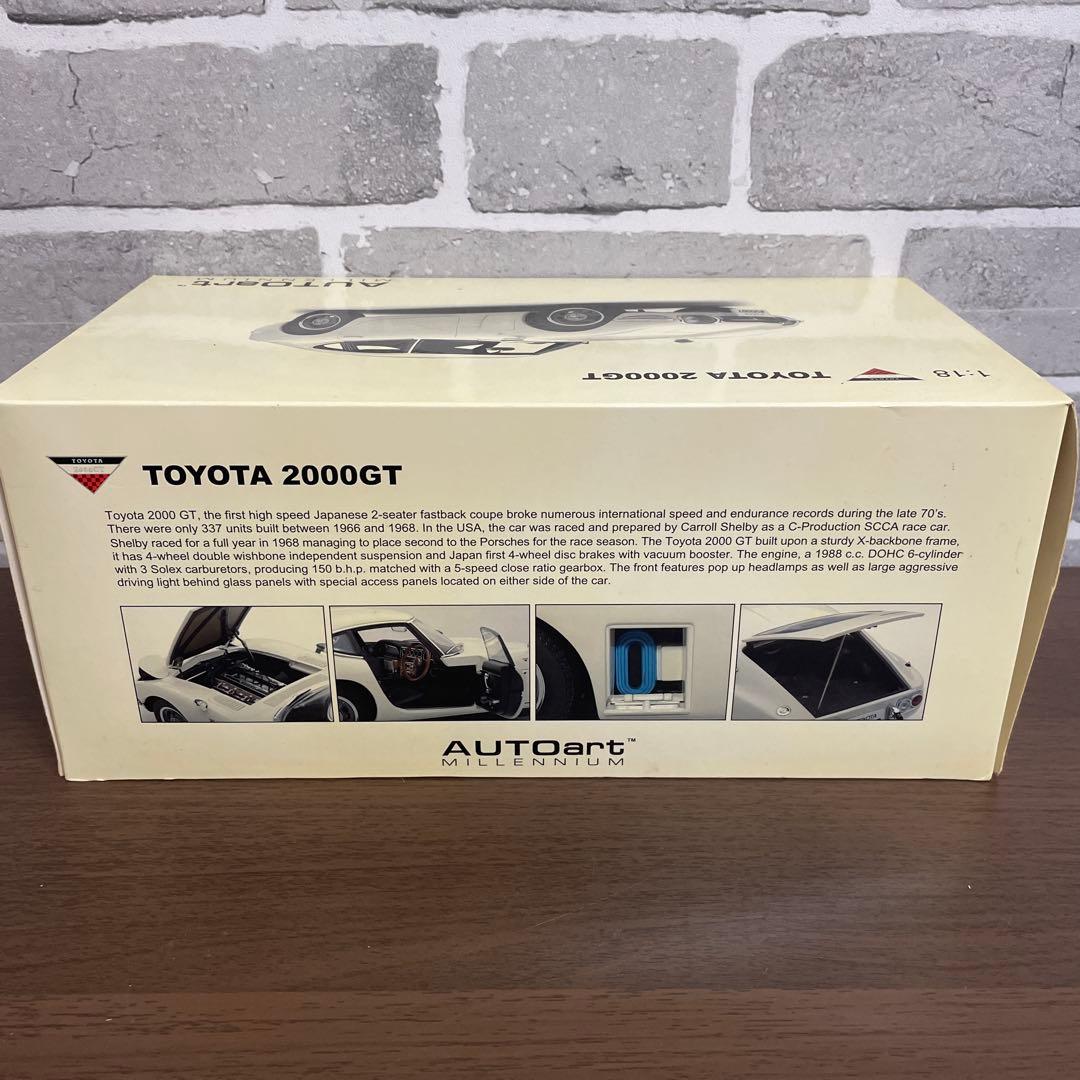 AUTOart™
MILLENNIUM
1:18
TOYOTA 2000GT
TOYOTA
2000GT
TOYOTA 2000GT
Toyota 2000 GT, the first high speed Japanese 2-seater fastback coupe broke numerous international speed and endurance records during the late 70's.
There were only 337 units built between 1966 and 1968. In the USA, the car was raced and prepared by Carroll Shelby as a C-Production SCCA race car.
Shelby raced for a full year in 1968 managing to place second to the Porsches for the race season. The Toyota 2000 GT built upon a sturdy X-backbone frame,
it has 4-wheel double wishbone independent suspension and Japan first 4-wheel disc brakes with vacuum booster. The engine, a 1988 c.c. DOHC 6-cylinder
with 3 Solex carburetors, producing 150 b.h.p. matched with a 5-speed close ratio gearbox. The front features pop up headlamps as well as large aggressive
driving light behind glass panels with special access panels located on either side of the car.
AUTOart™
MILLENNIUM